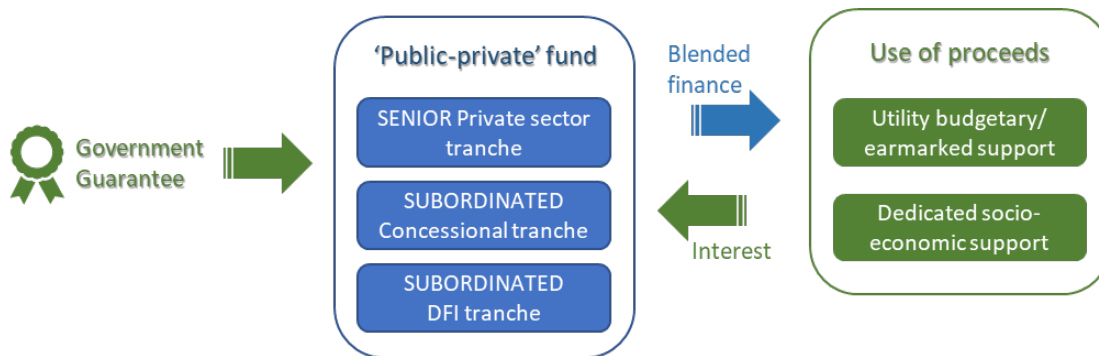 Government
Guarantee
‘Public-private’ fund
SENIOR Private sector
tranche
SUBORDINATED
Concessional tranche
SUBORDINATED
DFI tranche
Blended
finance
Interest
Use of proceeds
Utility budgetary/
earmarked support
Dedicated socio-
economic support